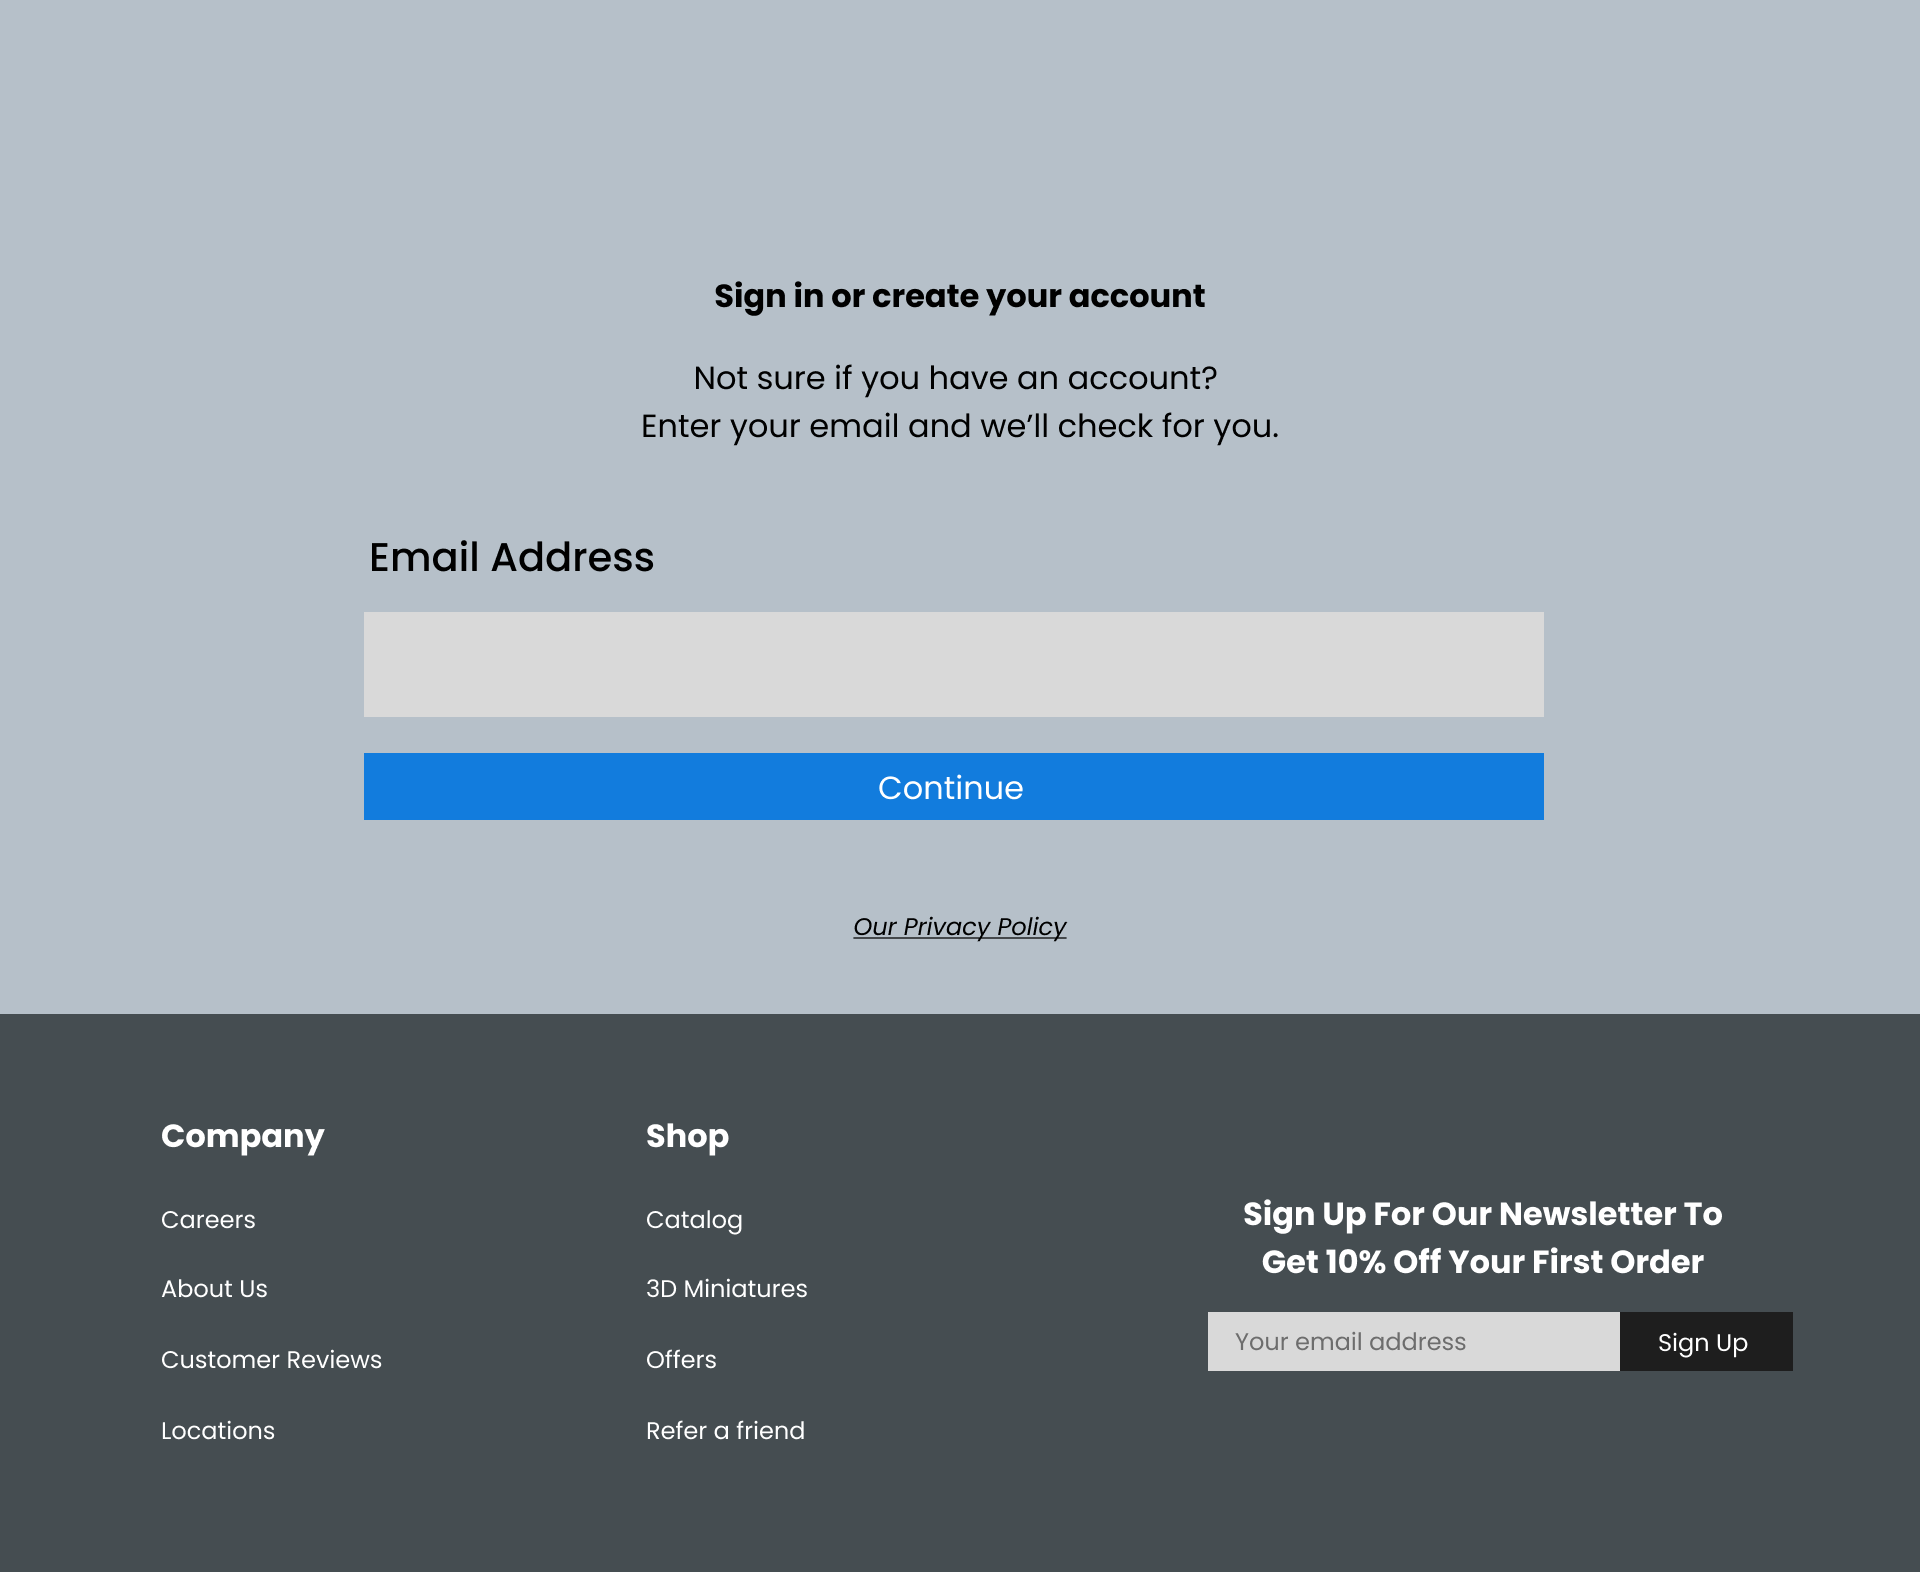 Sign in or create your account
Not sure if you have an account?
Enter your email and we’ll check for you.
Email Address
Continue
Our Privacy Policy
Company
Careers
About Us
Customer Reviews
Locations
Shop
Catalog
3D Miniatures
Offers
Refer a friend
Sign Up For Our Newsletter To
Get 10% Off Your First Order
Your email address
Sign Up